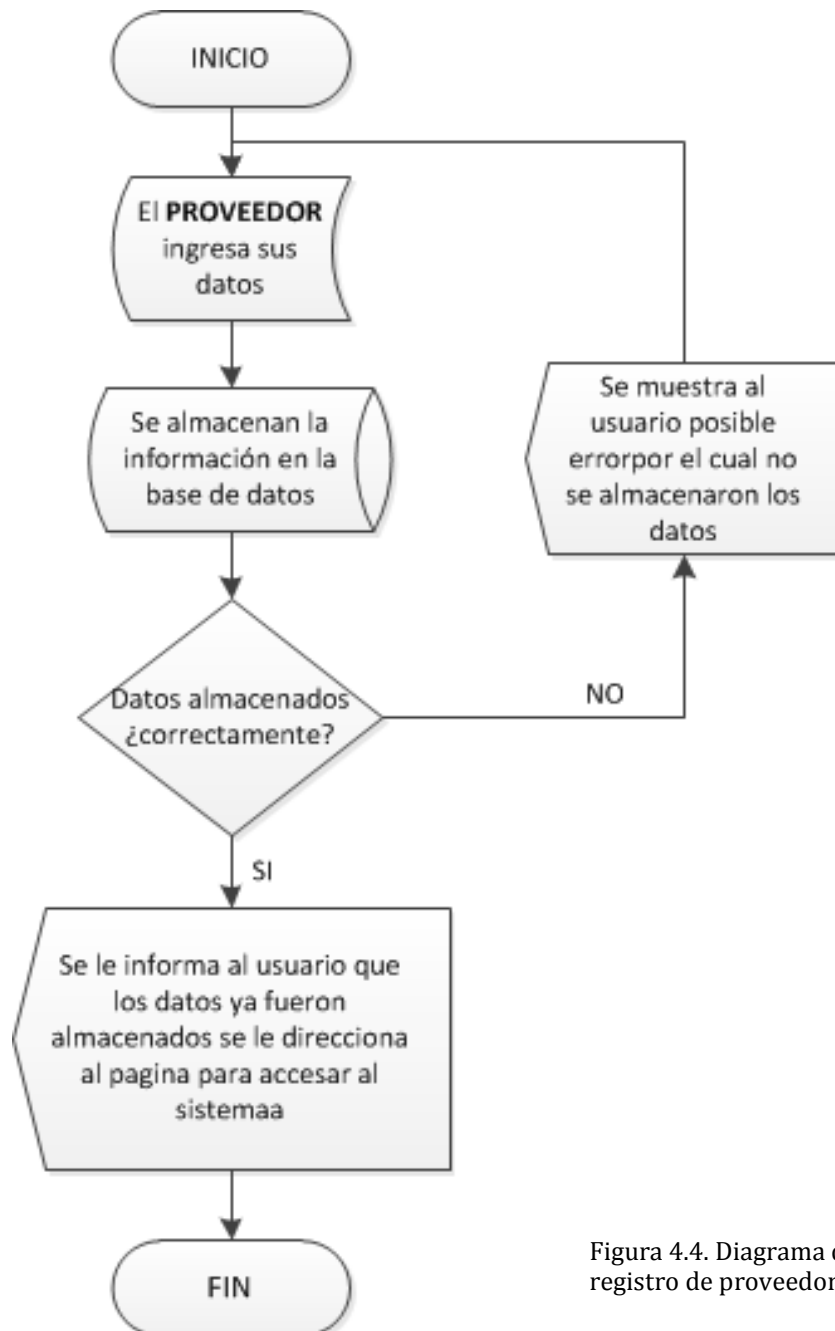 INICIO
El PROVEEDOR
ingresa sus
datos
Se almacenan la
información en la
base de datos
Se muestra al
usuario posible
errorpor el cual no
se almacenaron los
datos
Datos almacenados
¿correctamente?
NO
SI
Se le informa al usuario que
los datos ya fueron
almacenados se le direcciona
al pagina para accesar al
sistemaa
FIN
Figura 4.4. Diagrama
registro de proveedor